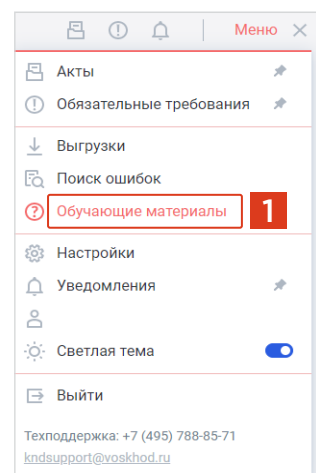 Меню
Акты
Обязательные требования
Выгрузки
Поиск ошибок
Обучающие материалы 1
Настройки
Уведомления
Светлая тема
Выйти
Техподдержка: +7 (495) 788-85-71
kndsupport@voskhod.ru